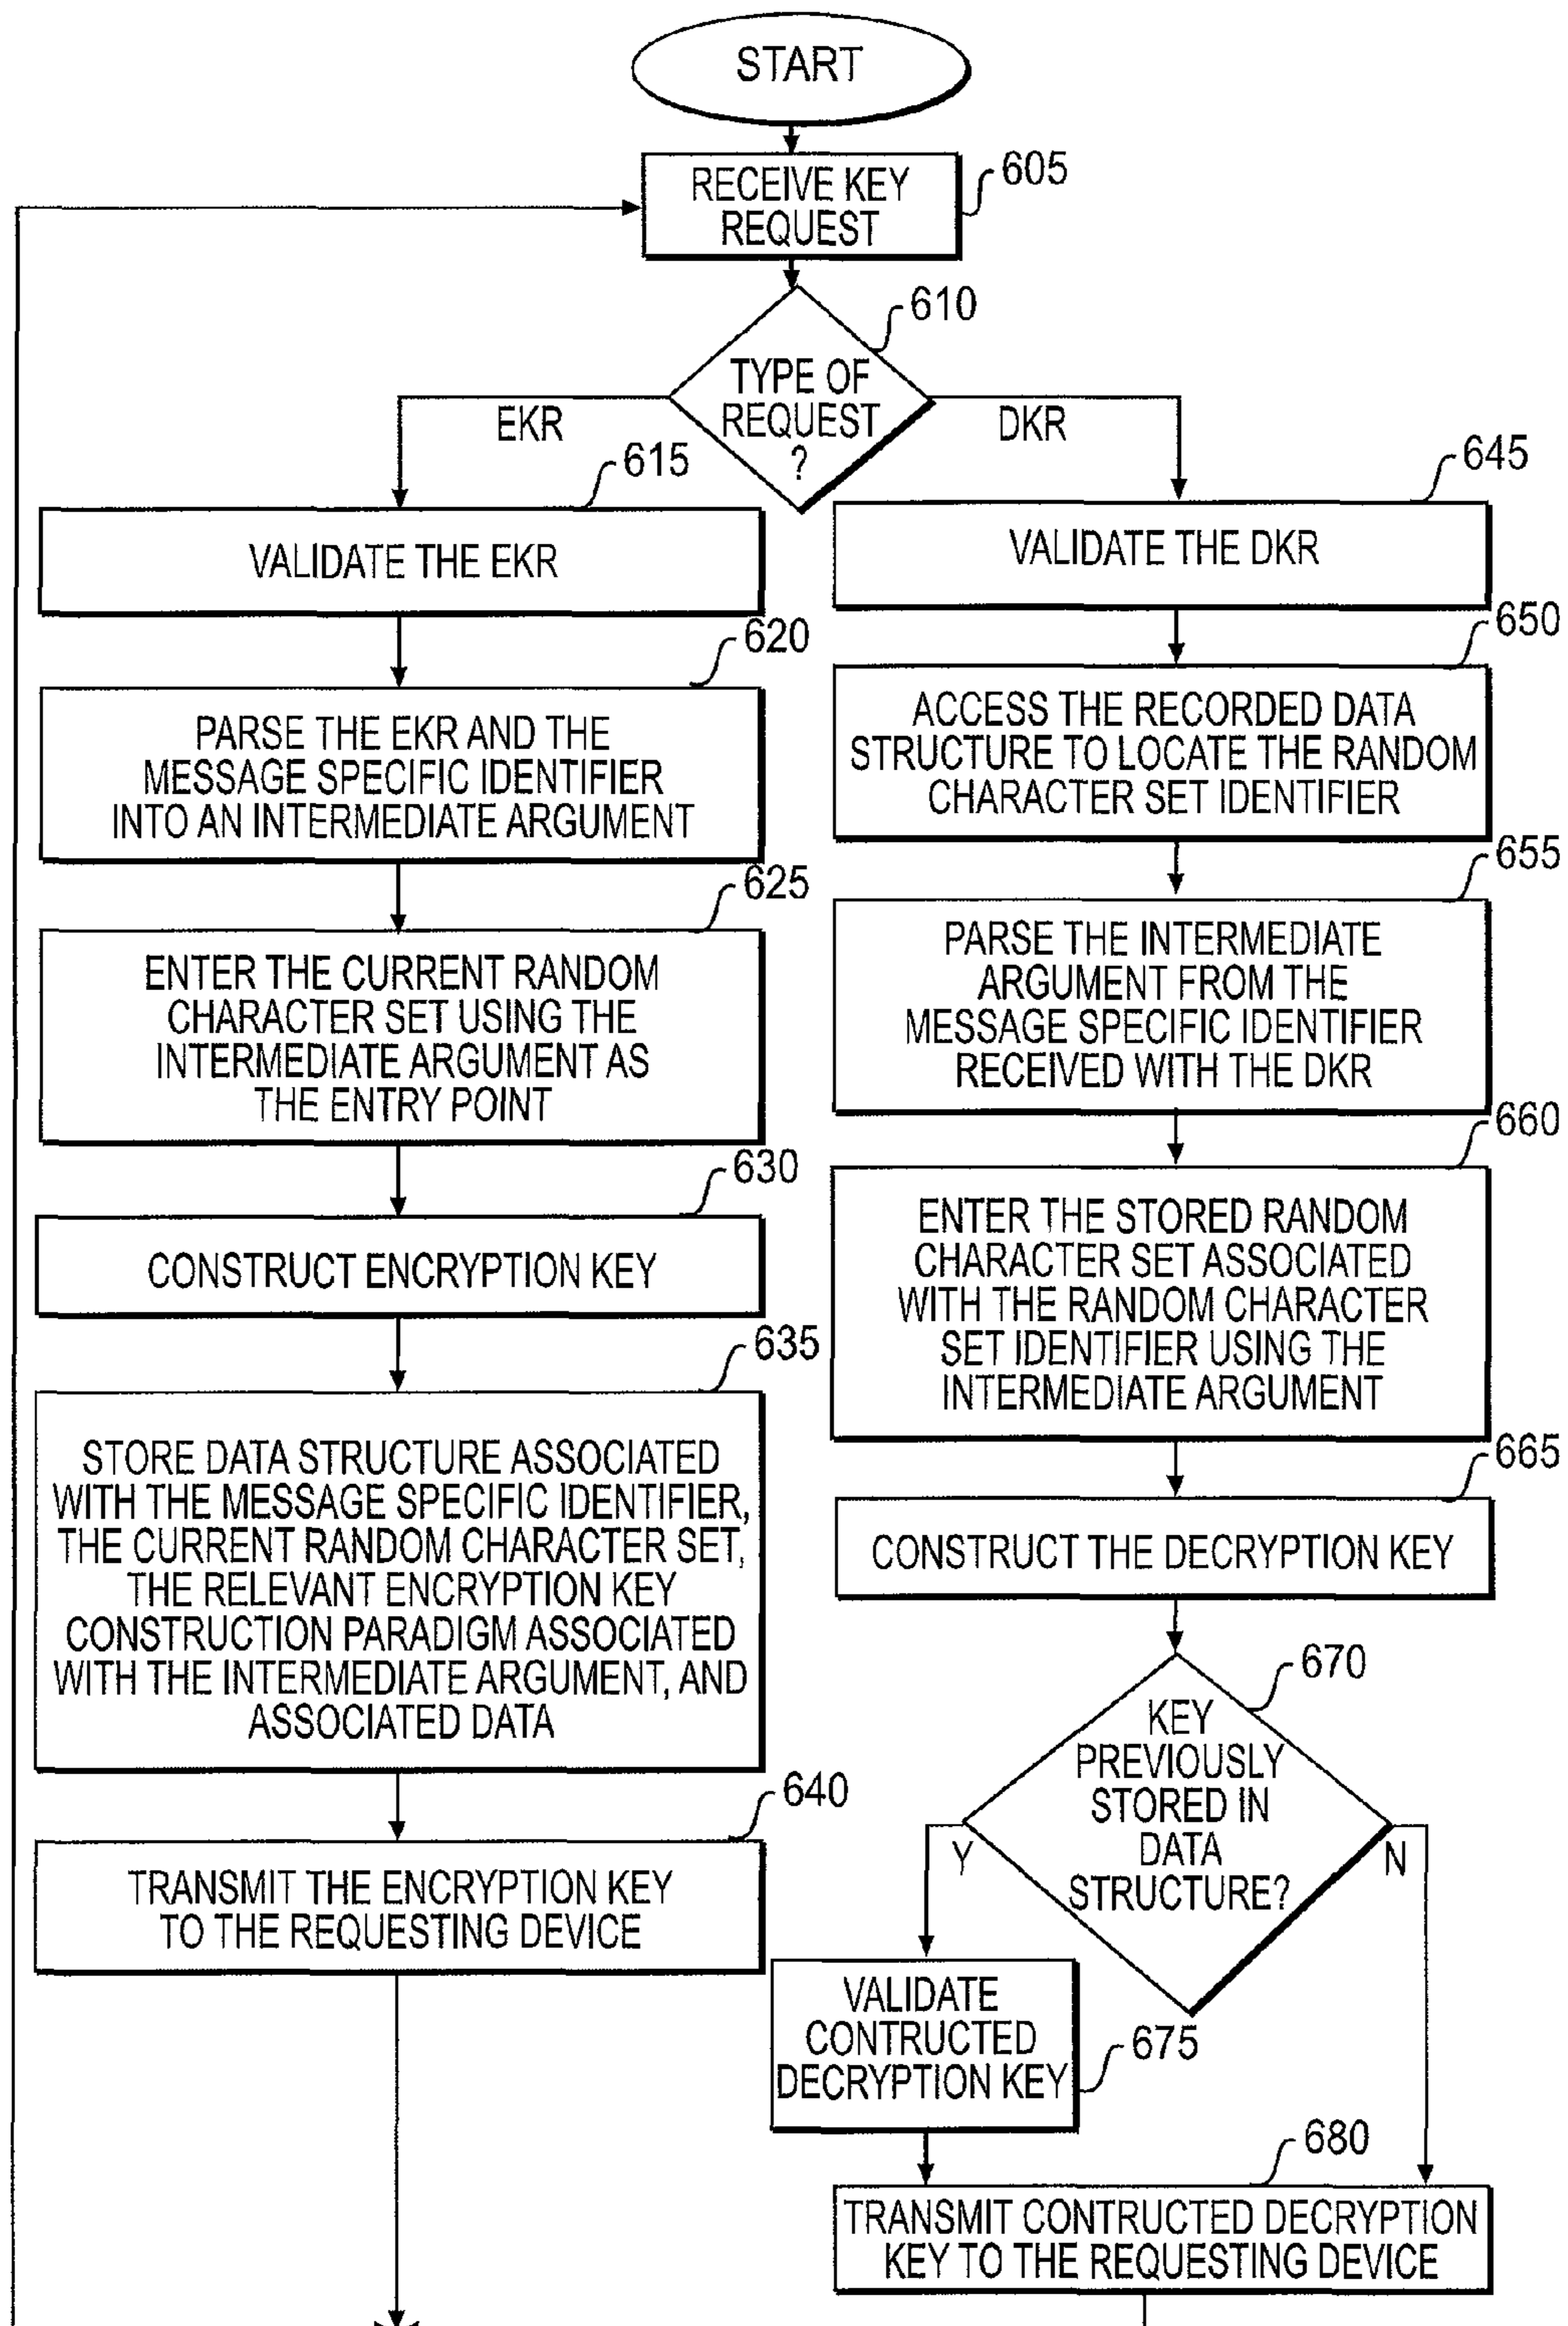 START
RECEIVE KEY
REQUEST
605
610
TYPE OF
REQUEST
?
EKR
DKR
615
VALIDATE THE EKR
620
PARSE THE EKR AND THE
MESSAGE SPECIFIC IDENTIFIER
INTO AN INTERMEDIATE ARGUMENT
625
ENTER THE CURRENT RANDOM
CHARACTER SET USING THE
INTERMEDIATE ARGUMENT AS
THE ENTRY POINT
630
CONSTRUCT ENCRYPTION KEY
635
STORE DATA STRUCTURE ASSOCIATED
WITH THE MESSAGE SPECIFIC IDENTIFIER,
THE CURRENT RANDOM CHARACTER SET,
THE RELEVANT ENCRYPTION KEY
CONSTRUCTION PARADIGM ASSOCIATED
WITH THE INTERMEDIATE ARGUMENT, AND
ASSOCIATED DATA
640
TRANSMIT THE ENCRYPTION KEY
TO THE REQUESTING DEVICE
645
VALIDATE THE DKR
650
ACCESS THE RECORDED DATA
STRUCTURE TO LOCATE THE RANDOM
CHARACTER SET IDENTIFIER
655
PARSE THE INTERMEDIATE
ARGUMENT FROM THE
MESSAGE SPECIFIC IDENTIFIER
RECEIVED WITH THE DKR
660
ENTER THE STORED RANDOM
CHARACTER SET ASSOCIATED
WITH THE RANDOM CHARACTER
SET IDENTIFIER USING THE
INTERMEDIATE ARGUMENT
665
CONSTRUCT THE DECRYPTION KEY
670
KEY
PREVIOUSLY
STORED IN
DATA
STRUCTURE?
Y
N
VALIDATE
CONTRUCTED
DECRYPTION KEY
675
680
TRANSMIT CONTRUCTED DECRYPTION
KEY TO THE REQUESTING DEVICE